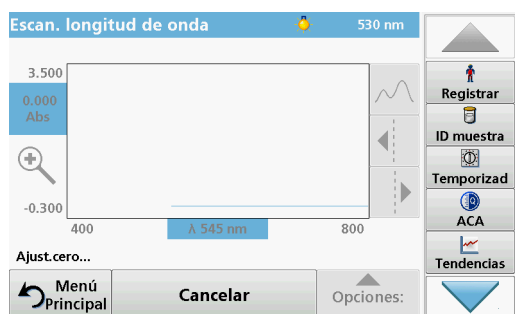 Escan. longitud de onda
530 nm
3.500
0.000
Abs
-0.300
400
λ 545 nm
800
Ajust.cero...
Menú
Principal
Cancelar
Opciones:
Registrar
ID muestra
Temporizad
ACA
Tendencias